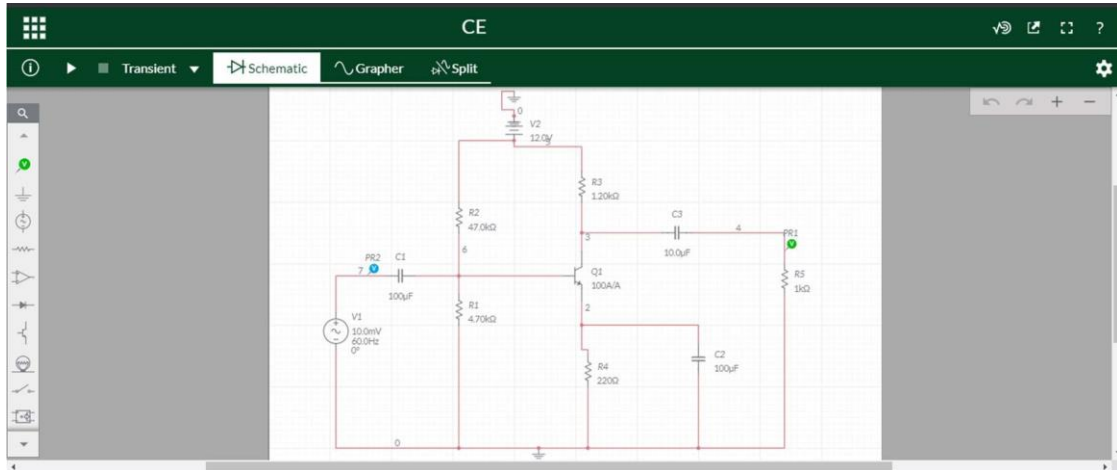 CE
?
Transient Schematic Grapher Split
0
V2
12.0V
5
R3
1.20kΩ
R2
47.0kΩ
C3
3
4
PR1
10.0µF
6
PR2 C1
7
Q1
100A/A
R5
1kΩ
100µF
R1
4.70kΩ
2
V1
10.0mV
60.0Hz
0°
C2
100µF
R4
220Ω
0